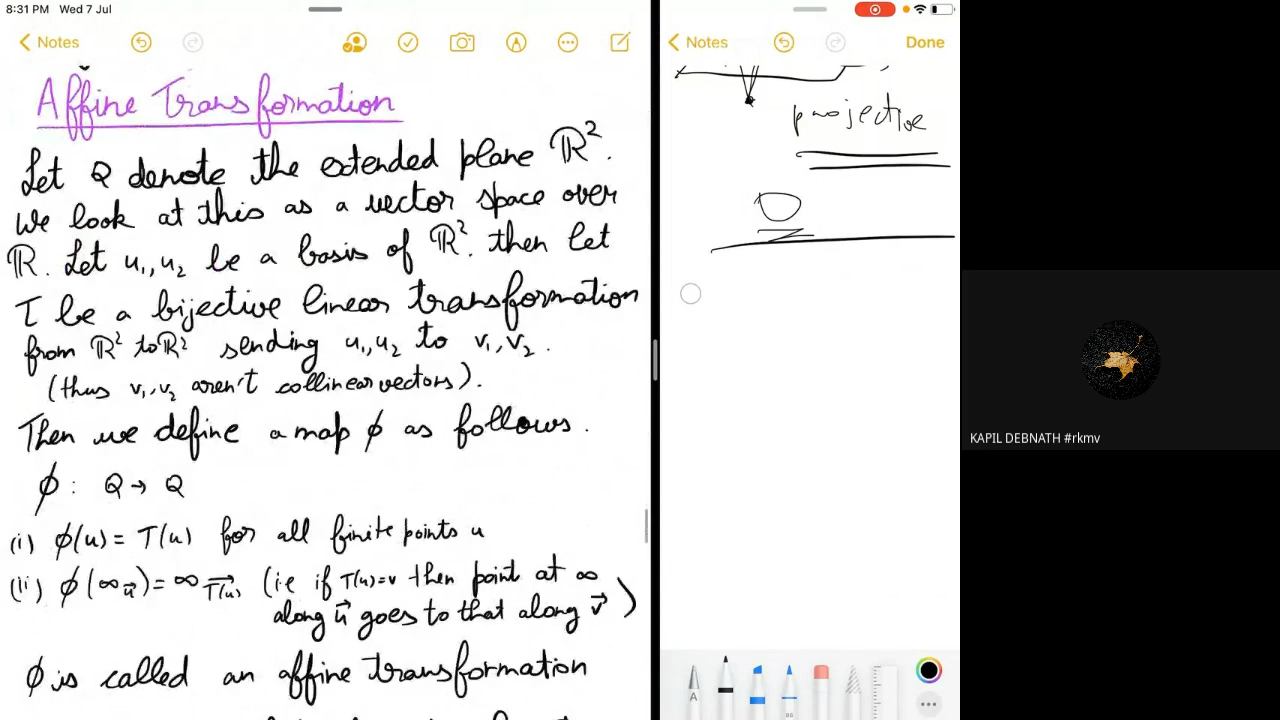 8:31 PM Wed 7 Jul
Notes
Affine Transformation
Let Q denote the extended plane ℝ².
We look at this as a vector space over
ℝ. Let u₁, u₂ be a basis of ℝ². then let
T be a bijective linear transformation
from ℝ² to ℝ² sending u₁, u₂ to v₁, v₂.
(thus v₁, v₂ aren't collinear vectors).
Then we define a map ϕ as follows.
ϕ: Q → Q
(i) ϕ(u) = T(u) for all finite points u
(ii) ϕ(∞_u⃗) = ∞_T(u)⃗ (i.e if T(u)=v then point at ∞
along u⃗ goes to that along v⃗)
ϕ is called an affine transformation
Notes
Done
projective
A
KAPIL DEBNATH #rkmv